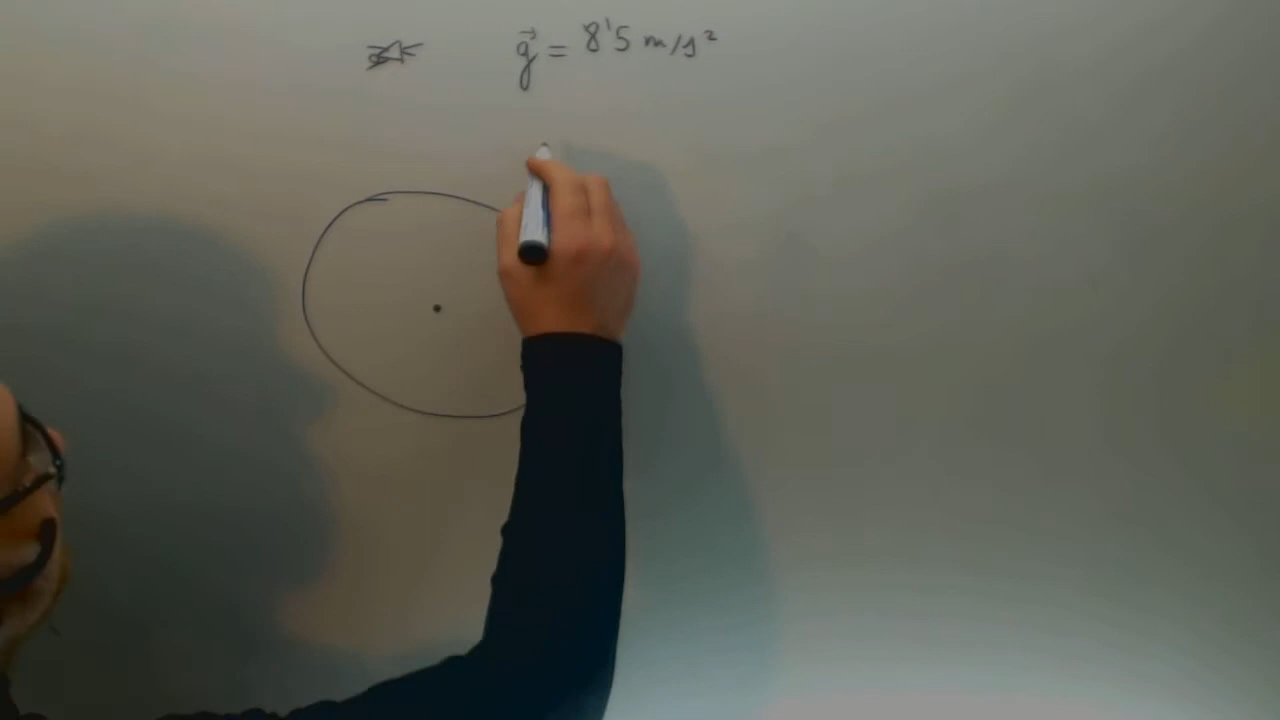 g⃗ = 8'5 m/s²